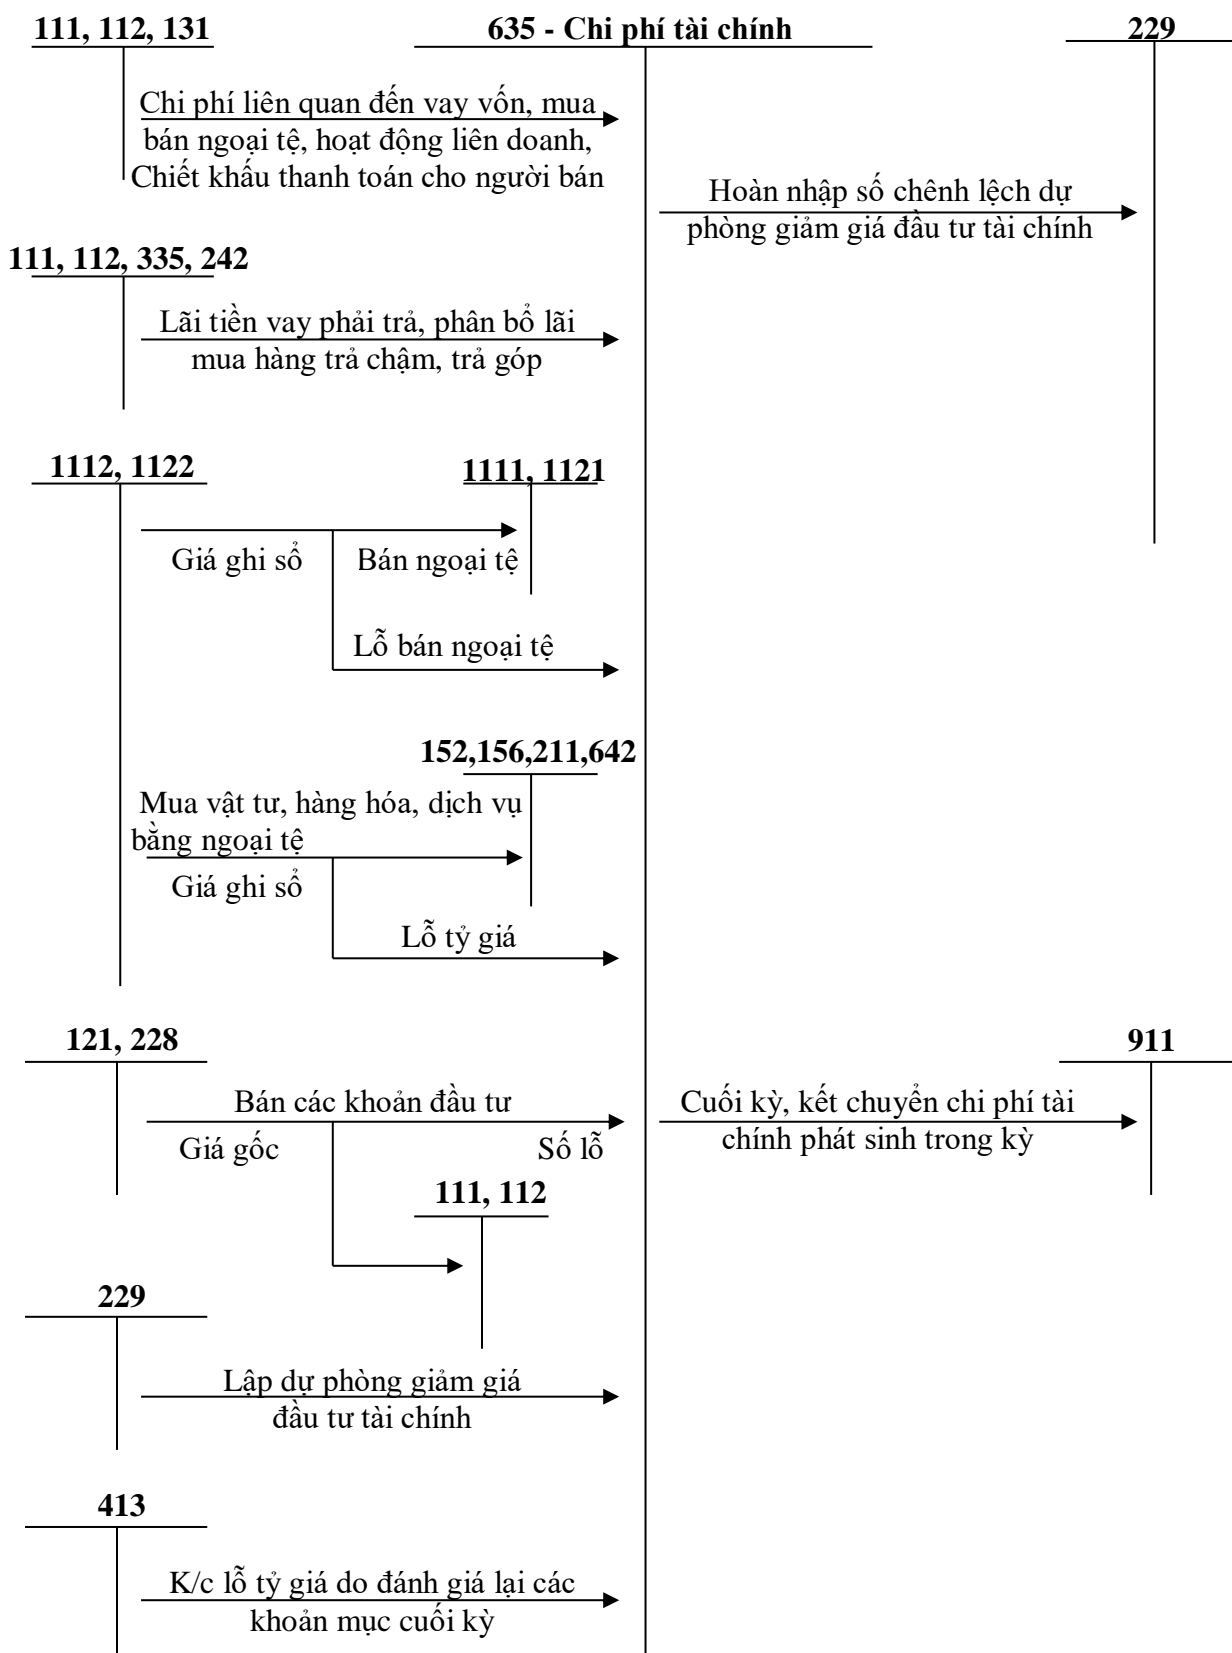 111, 112, 131
635 - Chi phí tài chính
229
Chi phí liên quan đến vay vốn, mua
bán ngoại tệ, hoạt động liên doanh,
Chiết khấu thanh toán cho người bán
Hoàn nhập số chênh lệch dự
phòng giảm giá đầu tư tài chính
111, 112, 335, 242
Lãi tiền vay phải trả, phân bổ lãi
mua hàng trả chậm, trả góp
1112, 1122
1111, 1121
Giá ghi sổ
Bán ngoại tệ
Lỗ bán ngoại tệ
152,156,211,642
Mua vật tư, hàng hóa, dịch vụ
bằng ngoại tệ
Giá ghi sổ
Lỗ tỷ giá
121, 228
911
Bán các khoản đầu tư
Giá gốc
Số lỗ
Cuối kỳ, kết chuyển chi phí tài
chính phát sinh trong kỳ
111, 112
229
Lập dự phòng giảm giá
đầu tư tài chính
413
K/c lỗ tỷ giá do đánh giá lại các
khoản mục cuối kỳ